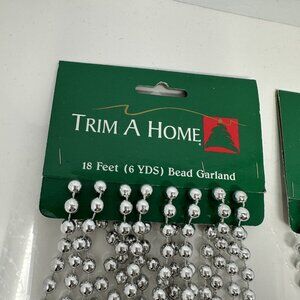 TRIM A HOME
18 Feet (6 YDS) Bead Garland